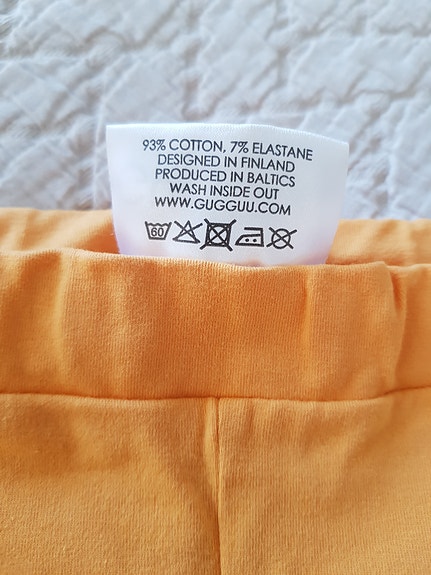 93% COTTON, 7% ELASTANE
DESIGNED IN FINLAND
PRODUCED IN BALTICS
WASH INSIDE OUT
WWW.GUGGUU.COM
60